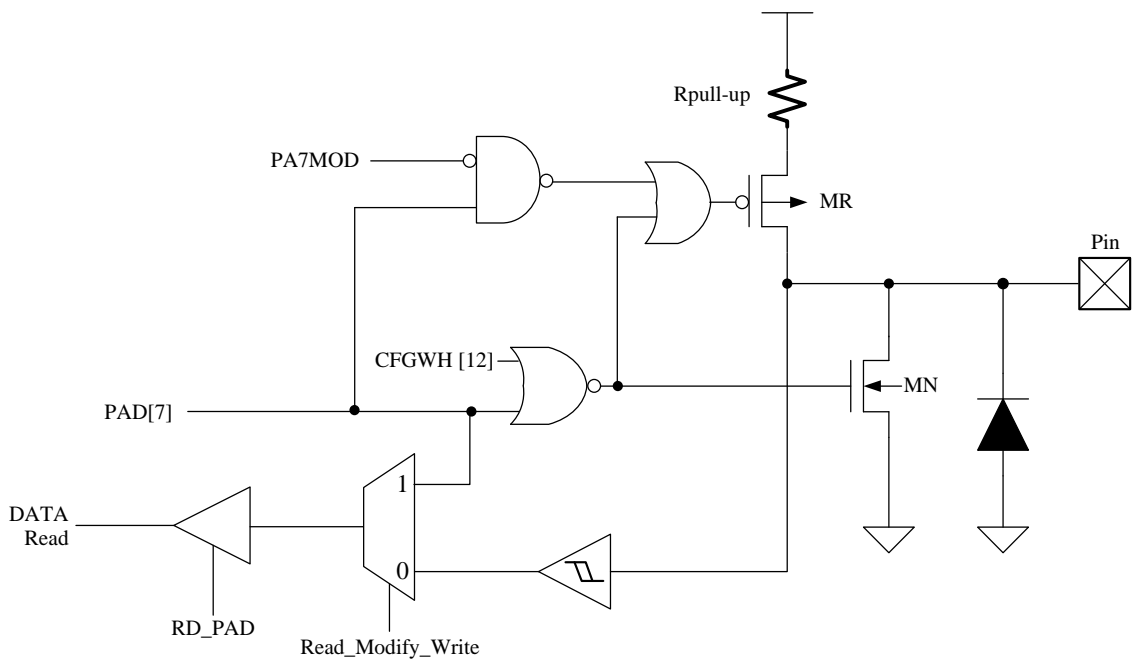 Rpull-up
PA7MOD
MR
Pin
CFGWH [12]
MN
PAD[7]
1
DATA
Read
0
RD_PAD
Read_Modify_Write